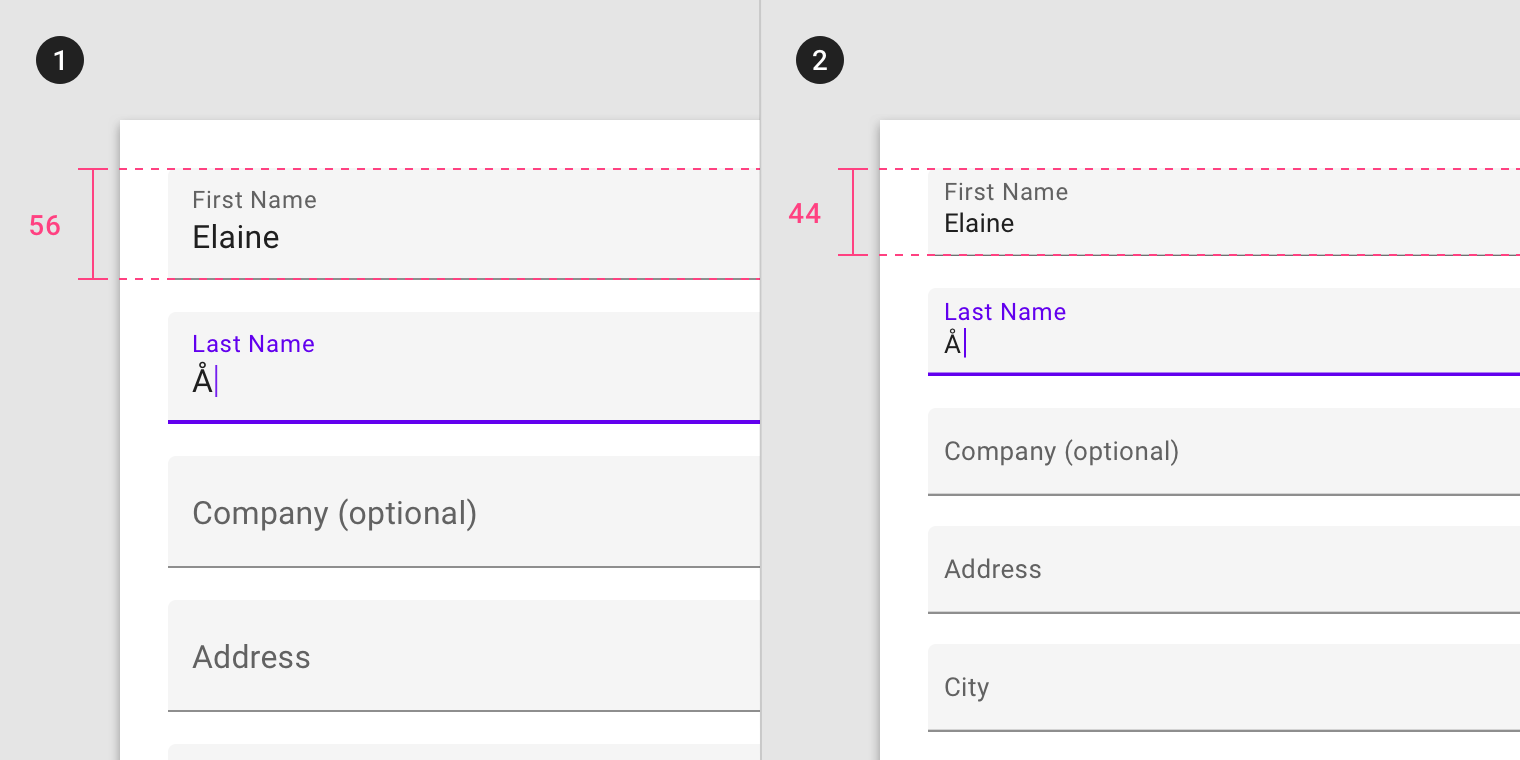 1
56
First Name
Elaine
Last Name
Å
Company (optional)
Address
2
44
First Name
Elaine
Last Name
Å
Company (optional)
Address
City